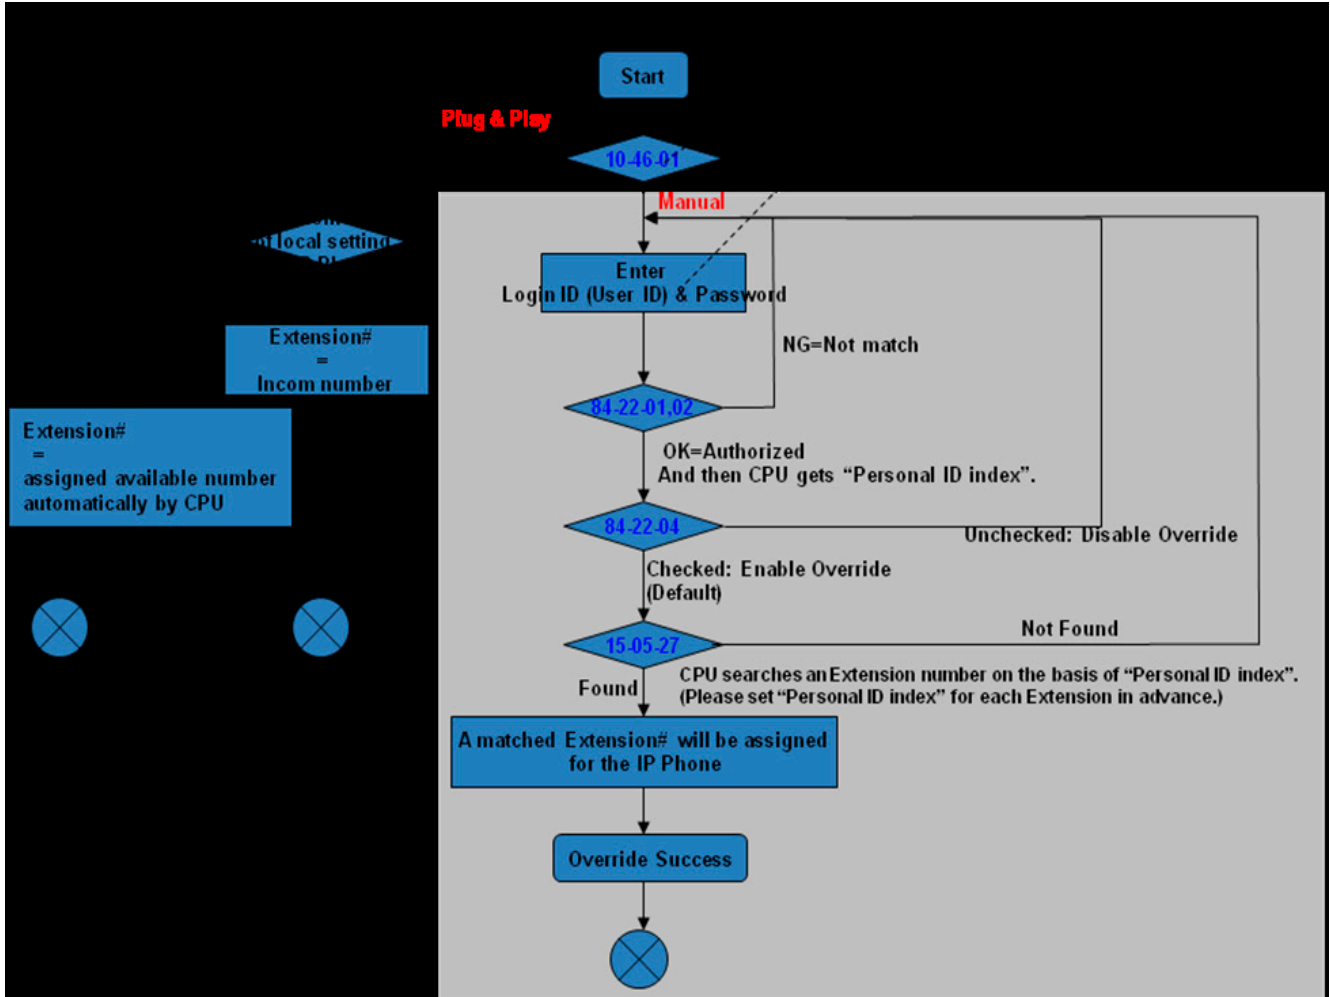 Start
Plug & Play
10-46-01
Manual
of local setting
Enter
Login ID (User ID) & Password
Extension#
=
Incom number
NG=Not match
84-22-01,02
Extension#
=
assigned available number
automatically by CPU
OK=Authorized
And then CPU gets “Personal ID index”.
84-22-04
Unchecked: Disable Override
Checked: Enable Override
(Default)
15-05-27
Not Found
CPU searches an Extension number on the basis of “Personal ID index”.
(Please set “Personal ID index” for each Extension in advance.)
Found
A matched Extension# will be assigned
for the IP Phone
Override Success